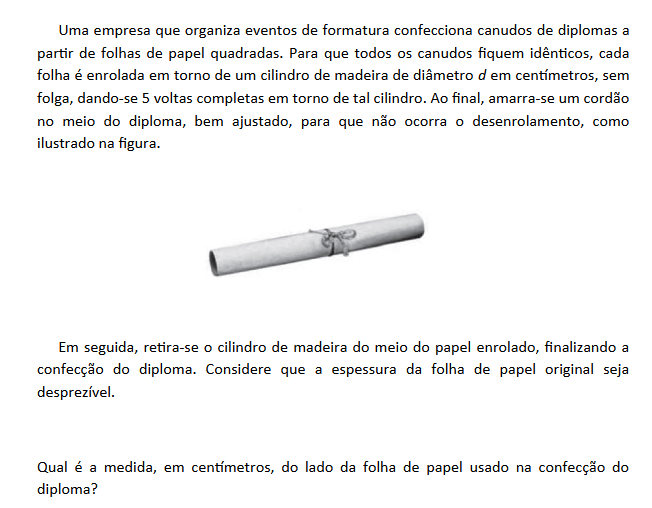 Uma empresa que organiza eventos de formatura confecciona canudos de diplomas a
partir de folhas de papel quadradas. Para que todos os canudos fiquem idênticos, cada
folha é enrolada em torno de um cilindro de madeira de diâmetro d em centímetros, sem
folga, dando-se 5 voltas completas em torno de tal cilindro. Ao final, amarra-se um cordão
no meio do diploma, bem ajustado, para que não ocorra o desenrolamento, como
ilustrado na figura.
Em seguida, retira-se o cilindro de madeira do meio do papel enrolado, finalizando a
confecção do diploma. Considere que a espessura da folha de papel original seja
desprezível.
Qual é a medida, em centímetros, do lado da folha de papel usado na confecção do
diploma?